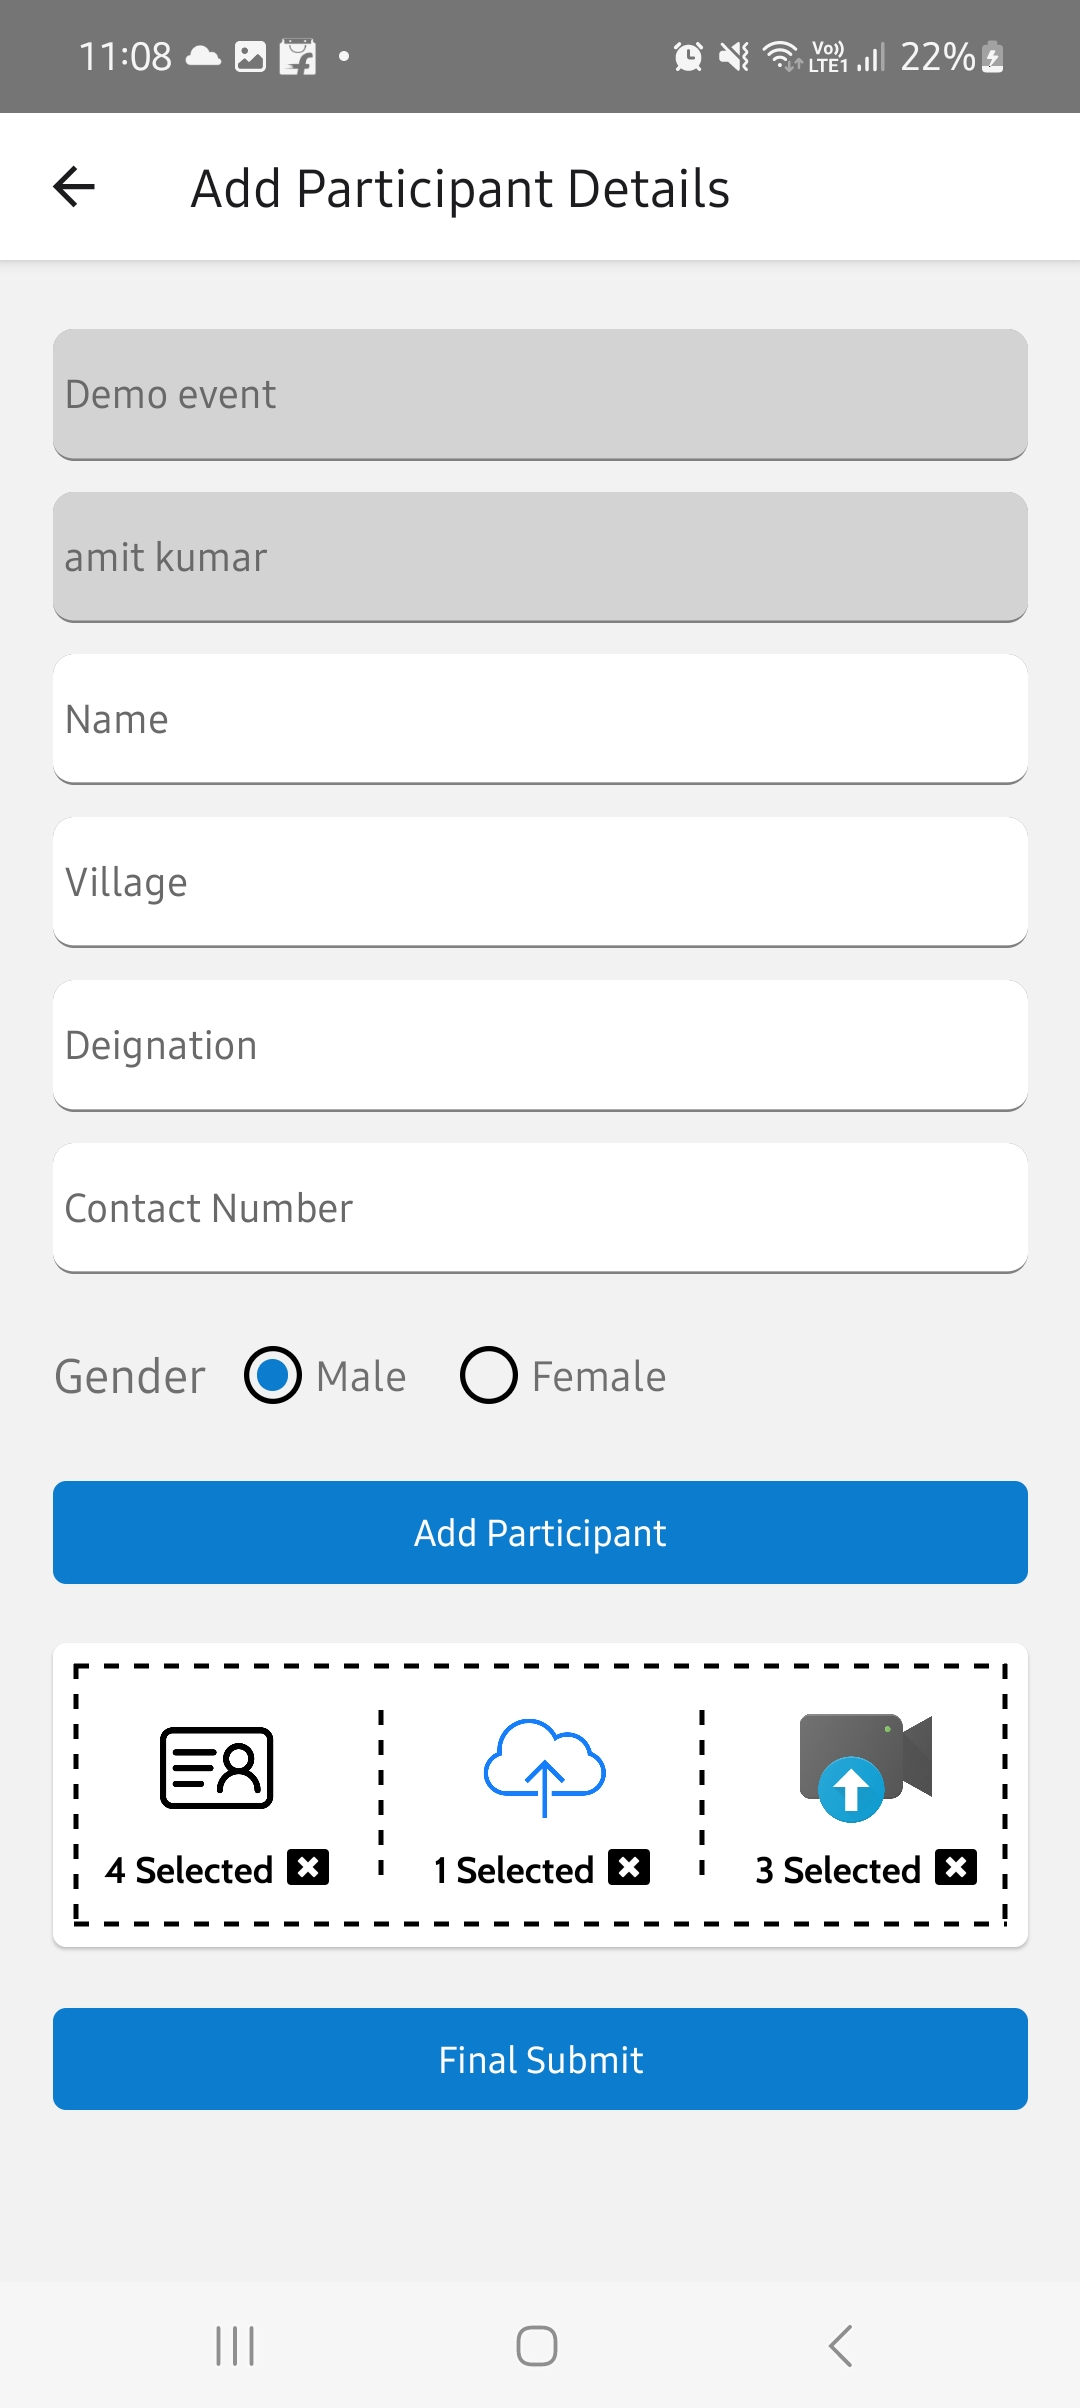 11:08
Vo))
LTE1
22%
Add Participant Details
Demo event
amit kumar
Name
Village
Deignation
Contact Number
Gender Male Female
Add Participant
4 Selected 1 Selected 3 Selected
Final Submit